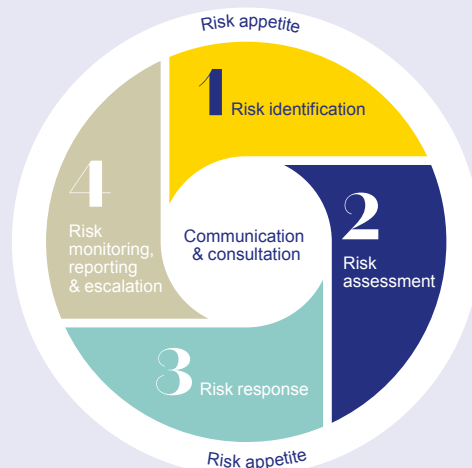 Risk appetite
1 Risk identification
2
Risk
assessment
Communication
& consultation
3 Risk response
4
Risk
monitoring,
reporting
& escalation
Risk appetite